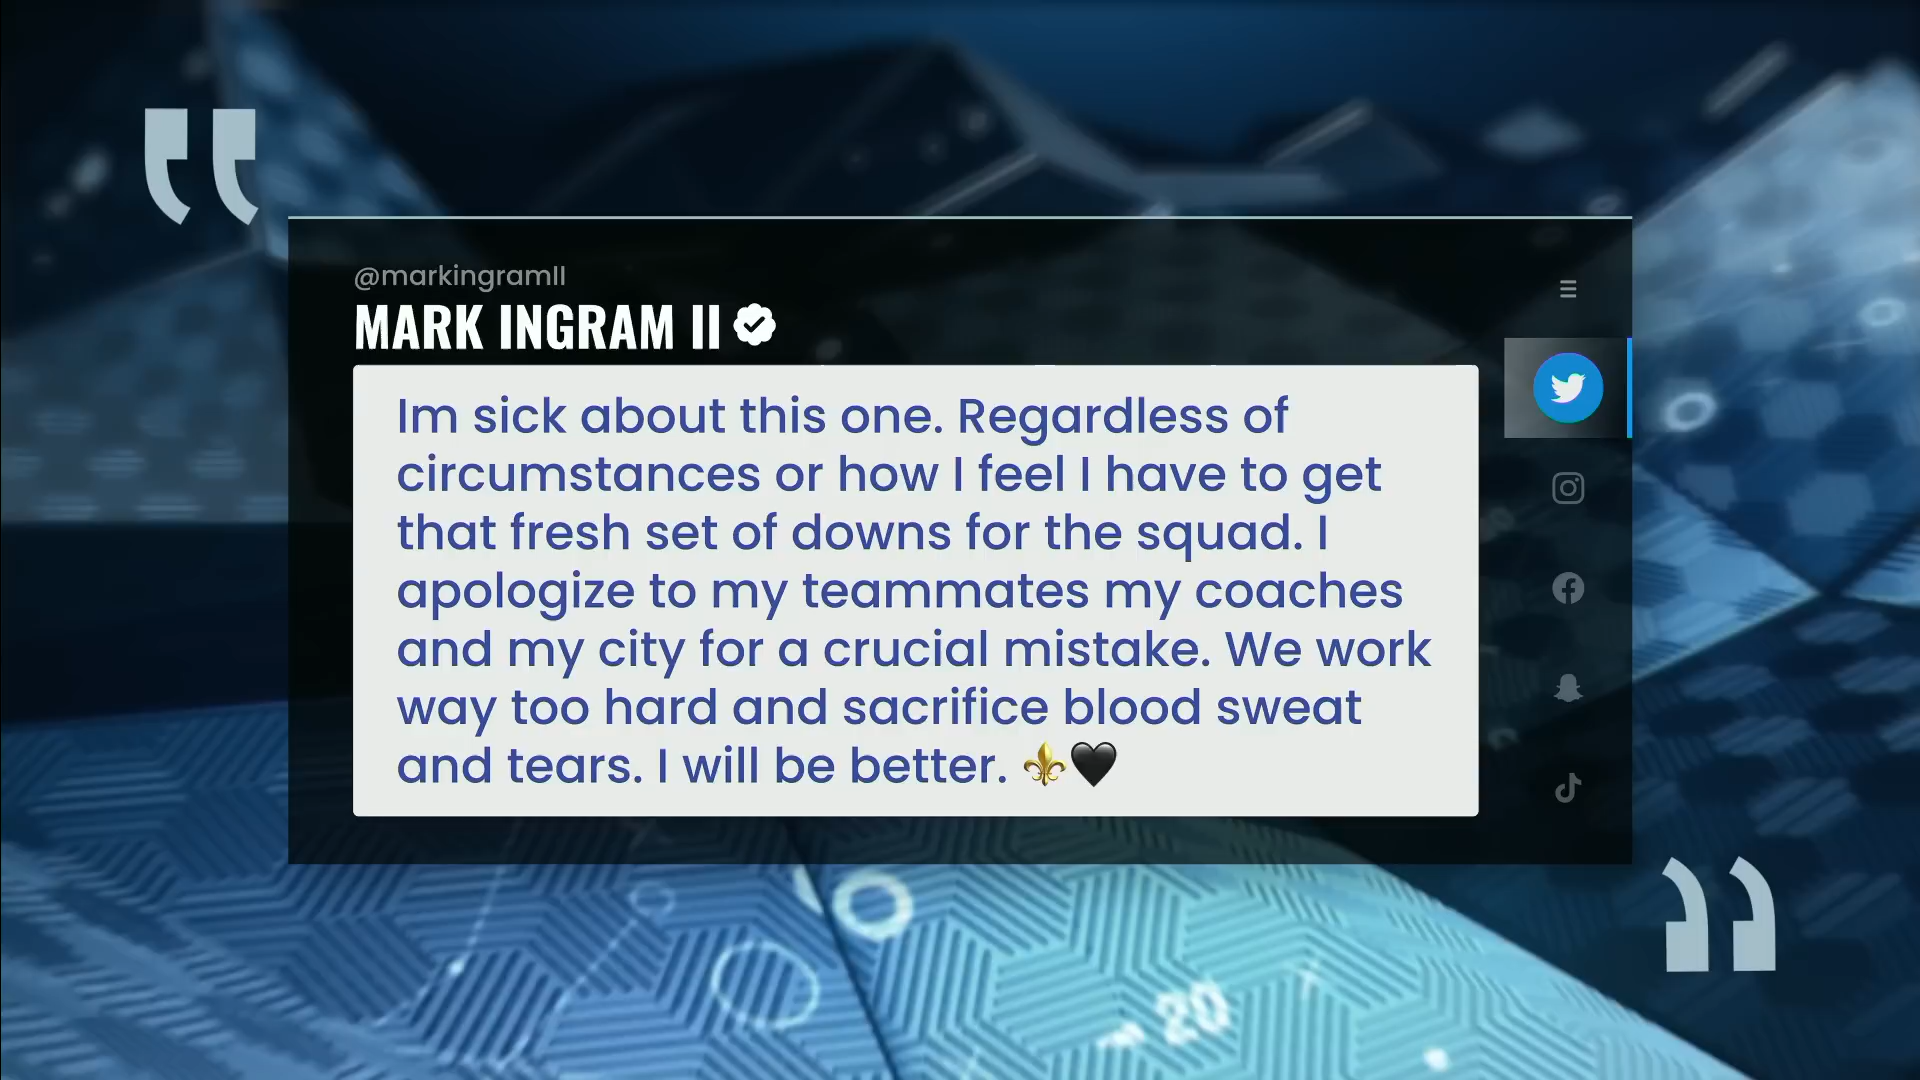 @markingramII
MARK INGRAM II
Im sick about this one. Regardless of
circumstances or how I feel I have to get
that fresh set of downs for the squad. I
apologize to my teammates my coaches
and my city for a crucial mistake. We work
way too hard and sacrifice blood sweat
and tears. I will be better. ⚜️🖤
20